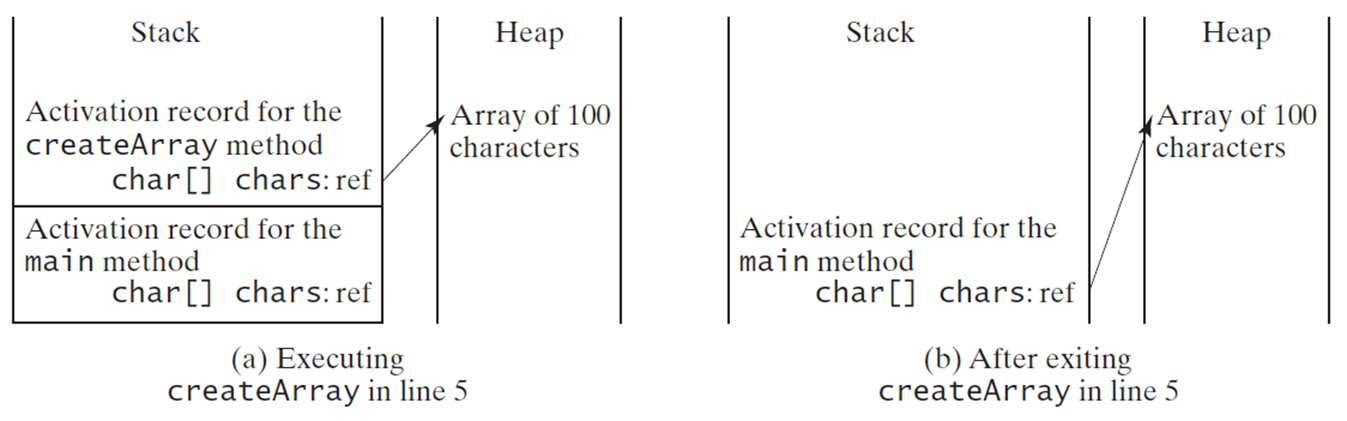 Stack
Heap
Activation record for the
createArray method
char[] chars: ref
Array of 100
characters
Activation record for the
main method
char[] chars: ref
(a) Executing
createArray in line 5
Stack
Heap
Array of 100
characters
Activation record for the
main method
char[] chars: ref
(b) After exiting
createArray in line 5